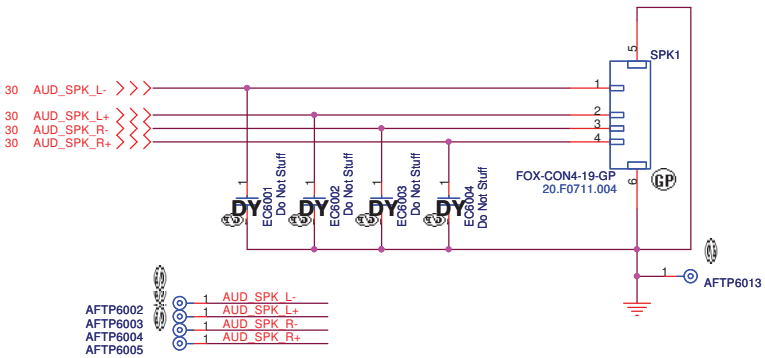 5
SPK1
30 AUD_SPK_L- 1
30 AUD_SPK_L+ 2
30 AUD_SPK_R- 3
30 AUD_SPK_R+ 4
FOX-CON4-19-GP
20.F0711.004
6
GP
1
DY
EC6001
Do Not Stuff
1
DY
EC6002
Do Not Stuff
1
DY
EC6003
Do Not Stuff
1
DY
EC6004
Do Not Stuff
1 AFTP6013
AFTP6002 1 AUD_SPK_L-
AFTP6003 1 AUD_SPK_L+
AFTP6004 1 AUD_SPK_R-
AFTP6005 1 AUD_SPK_R+